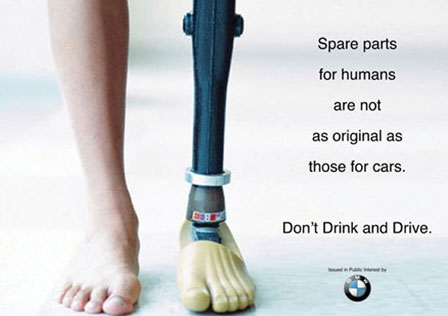 Spare parts
for humans
are not
as original as
those for cars.
Don't Drink and Drive.
Issued in Public Interest by
BMW